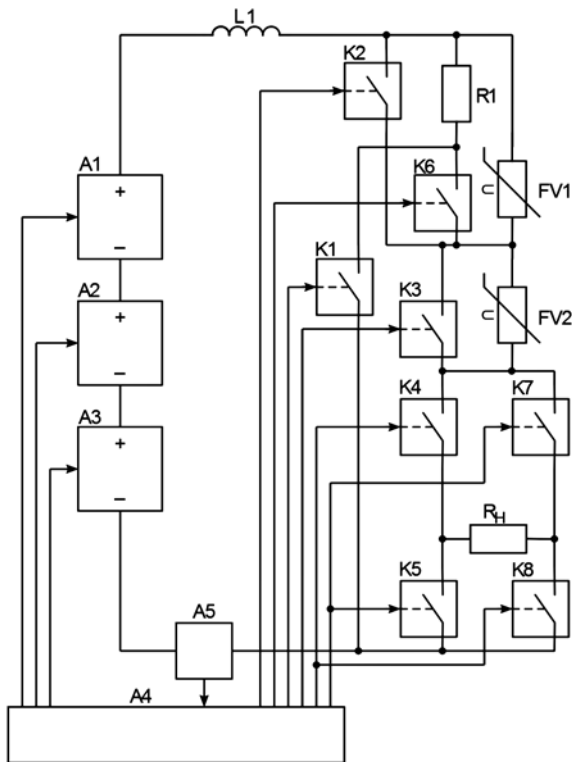 L1
K2
R1
A1
+
−
K6
FV1
U
K1
A2
+
−
K3
FV2
U
A3
+
−
K4
K7
RH
K5
K8
A5
A4